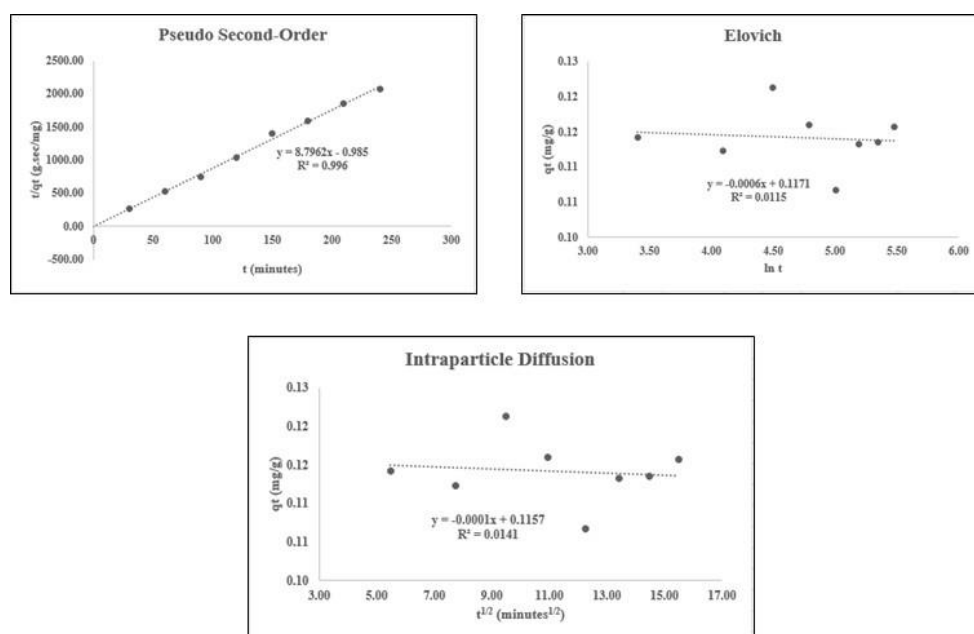 Pseudo Second-Order
2500.00
2000.00
1500.00
1000.00
500.00
0.00
-500.00
t/qt (g.sec/mg)
y = 8.7962x - 0.985
R² = 0.996
0 50 100 150 200 250 300
t (minutes)
Elovich
0.13
0.12
0.12
0.11
0.11
0.10
qt (mg/g)
y = -0.0006x + 0.1171
R² = 0.0115
3.00 3.50 4.00 4.50 5.00 5.50 6.00
ln t
Intraparticle Diffusion
0.13
0.12
0.12
0.11
0.11
0.10
qt (mg/g)
y = -0.0001x + 0.1157
R² = 0.0141
3.00 5.00 7.00 9.00 11.00 13.00 15.00 17.00
t1/2 (minutes1/2)